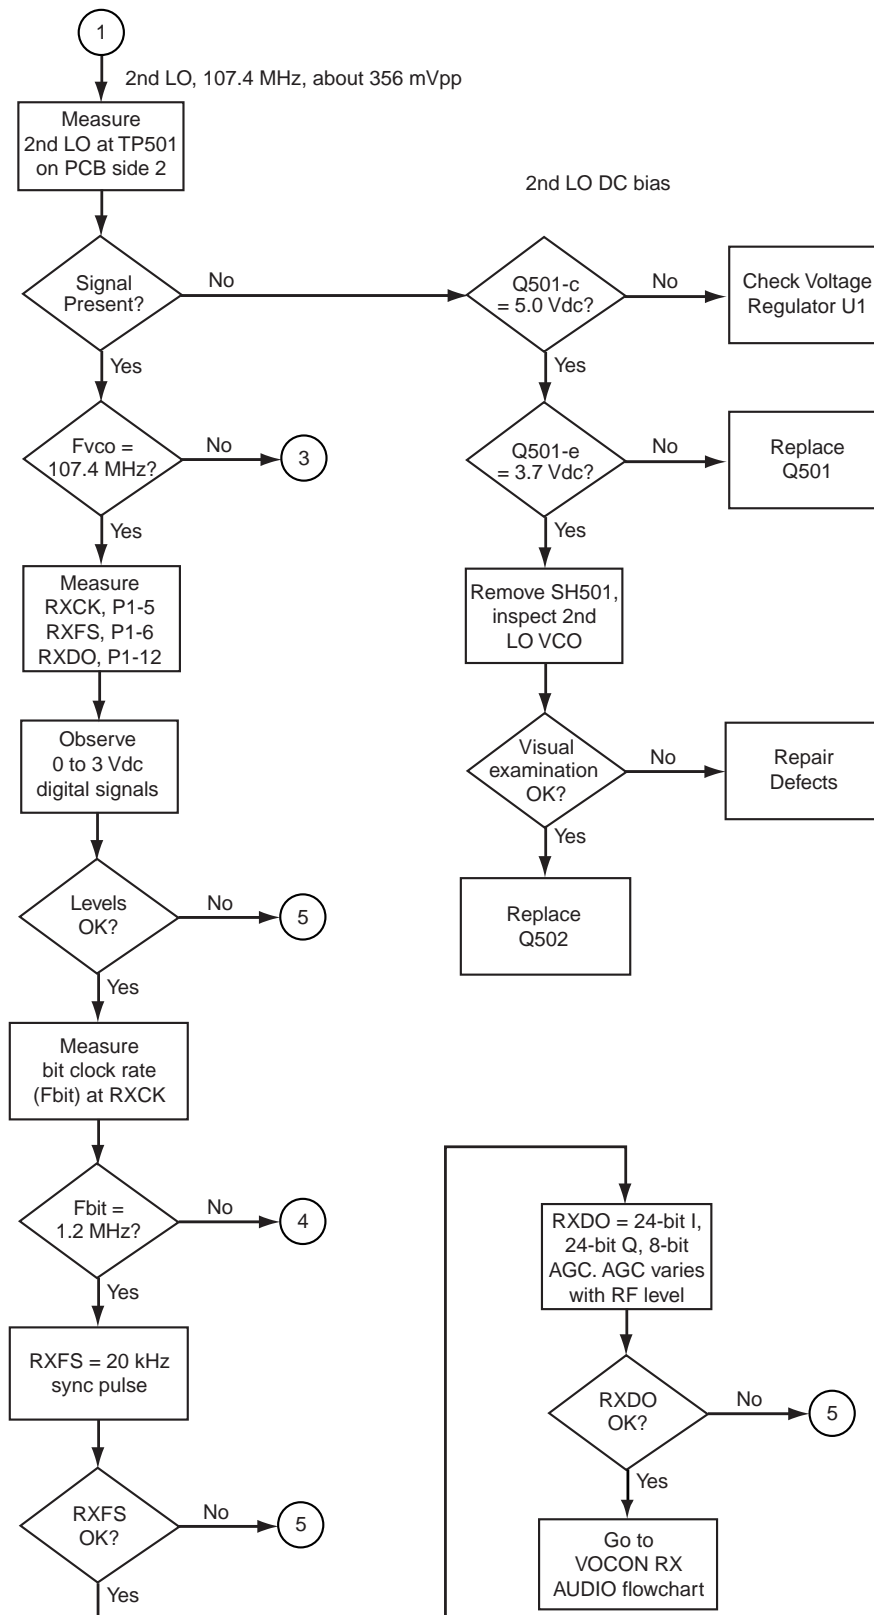 1
2nd LO, 107.4 MHz, about 356 mVpp
Measure
2nd LO at TP501
on PCB side 2
Signal
Present?
No
Yes
Fvco =
107.4 MHz?
No
3
Yes
Measure
RXCK, P1-5
RXFS, P1-6
RXDO, P1-12
Observe
0 to 3 Vdc
digital signals
Levels
OK?
No
5
Yes
Measure
bit clock rate
(Fbit) at RXCK
Fbit =
1.2 MHz?
No
4
Yes
RXFS = 20 kHz
sync pulse
RXFS
OK?
No
5
Yes
2nd LO DC bias
Q501-c
= 5.0 Vdc?
No
Check Voltage
Regulator U1
Yes
Q501-e
= 3.7 Vdc?
No
Replace
Q501
Yes
Remove SH501,
inspect 2nd
LO VCO
Visual
examination
OK?
No
Repair
Defects
Yes
Replace
Q502
RXDO = 24-bit I,
24-bit Q, 8-bit
AGC. AGC varies
with RF level
RXDO
OK?
No
5
Yes
Go to
VOCON RX
AUDIO flowchart